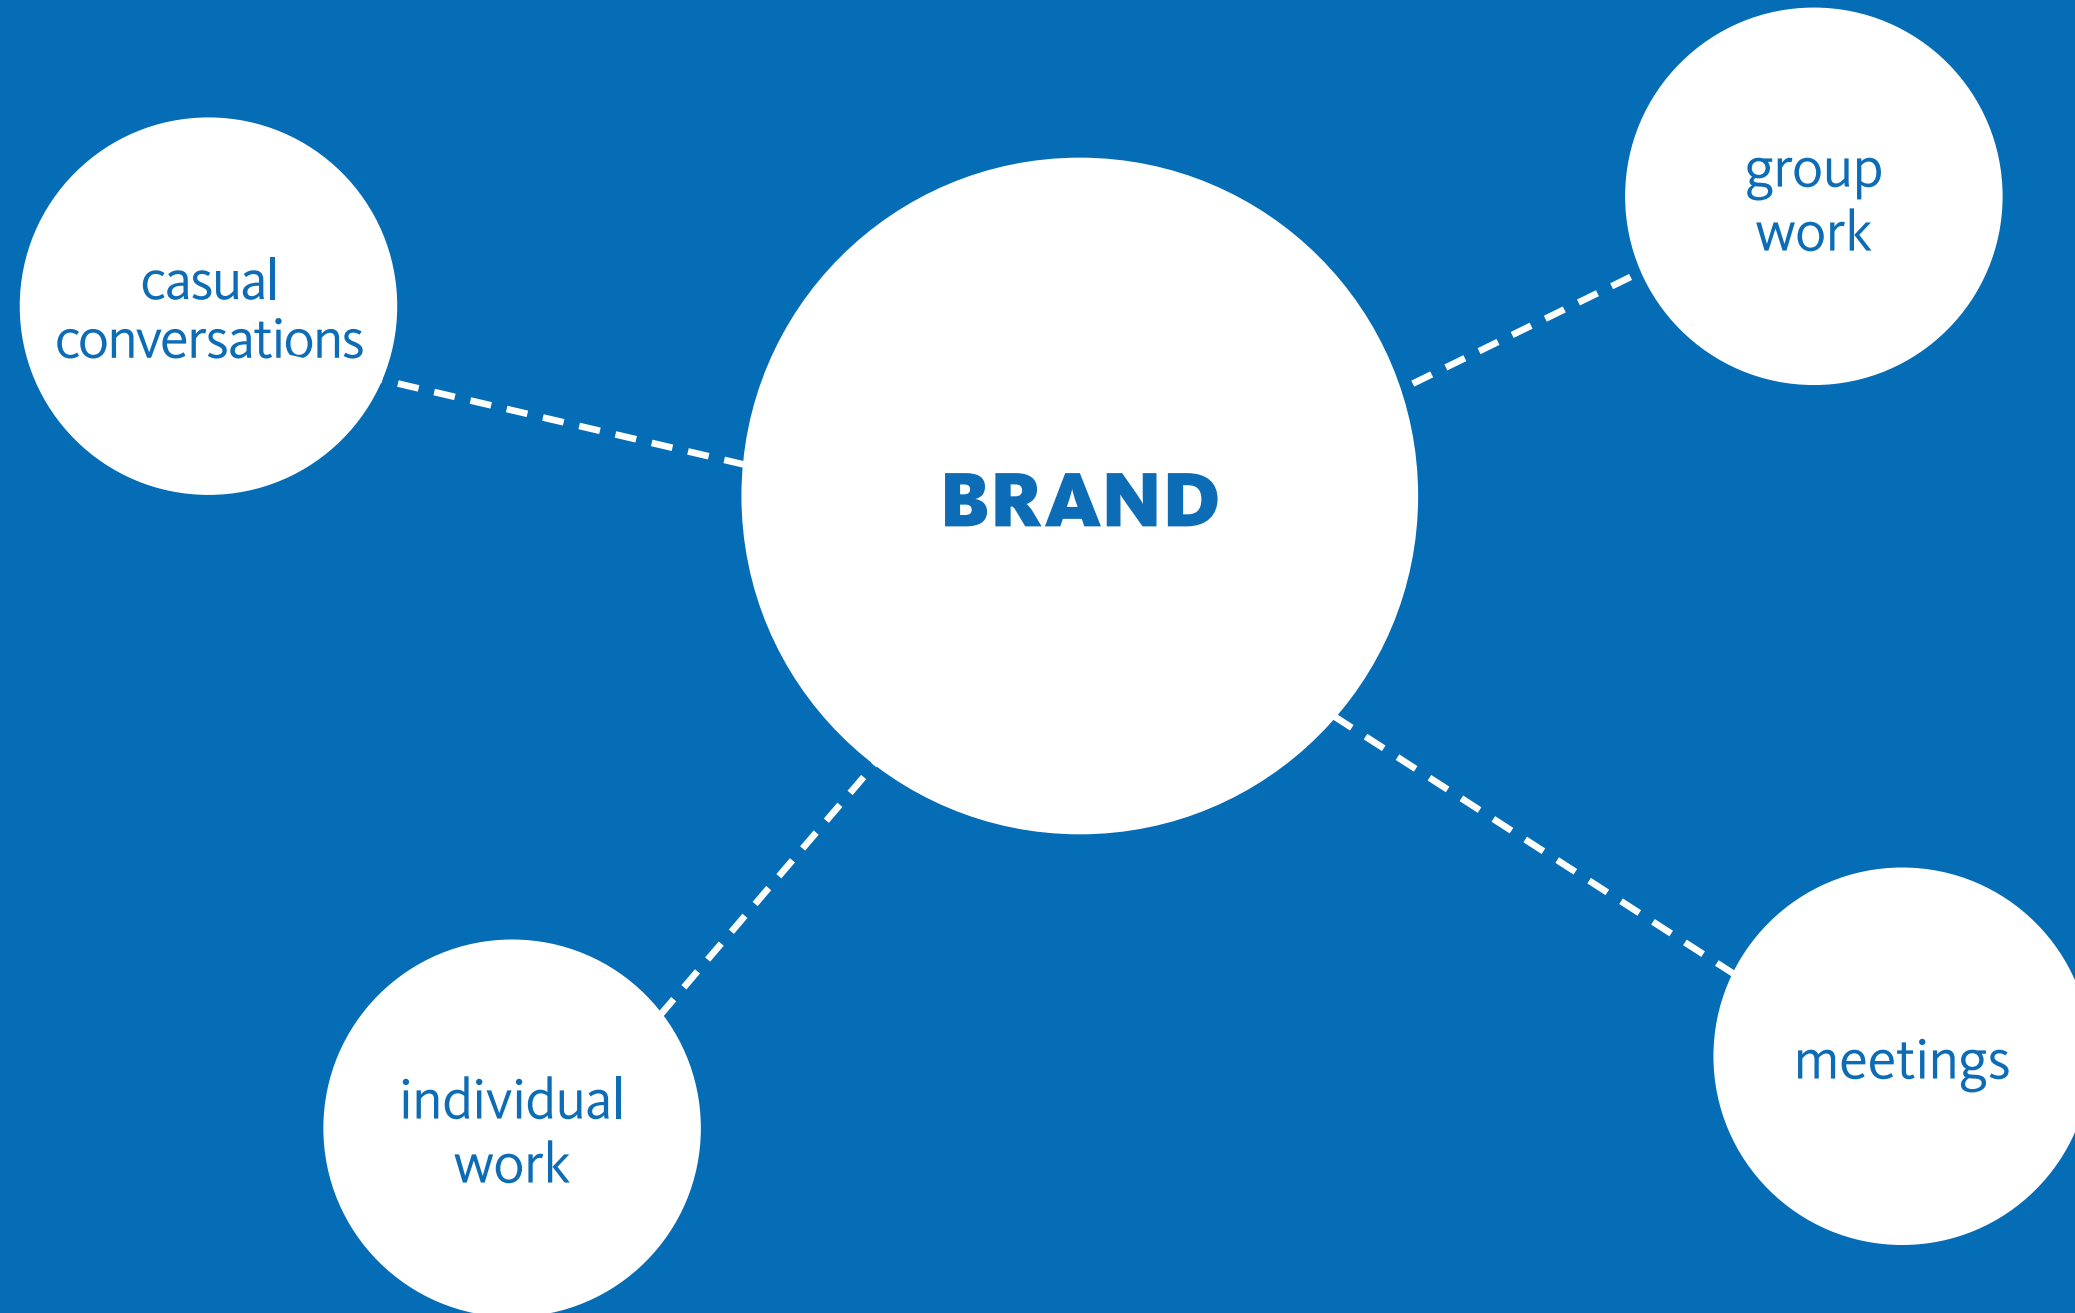 casual
conversations
group
work
BRAND
individual
work
meetings